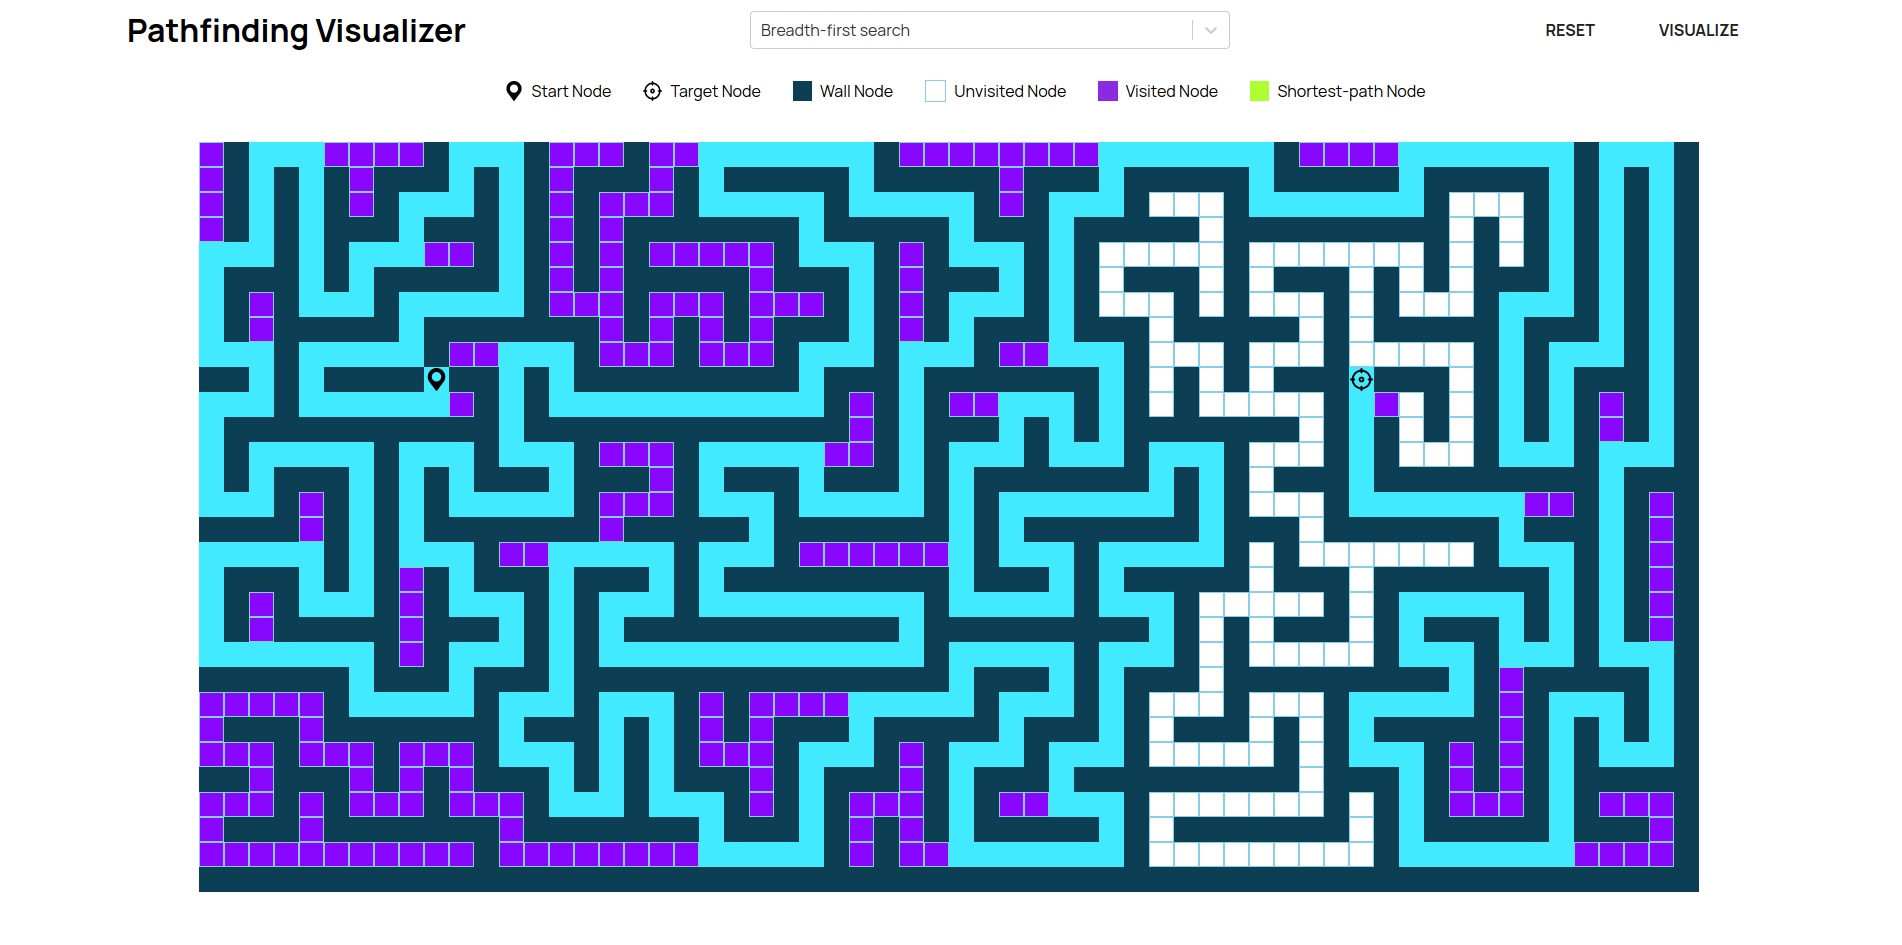 Pathfinding Visualizer
Breadth-first search
RESET
VISUALIZE
Start Node
Target Node
Wall Node
Unvisited Node
Visited Node
Shortest-path Node